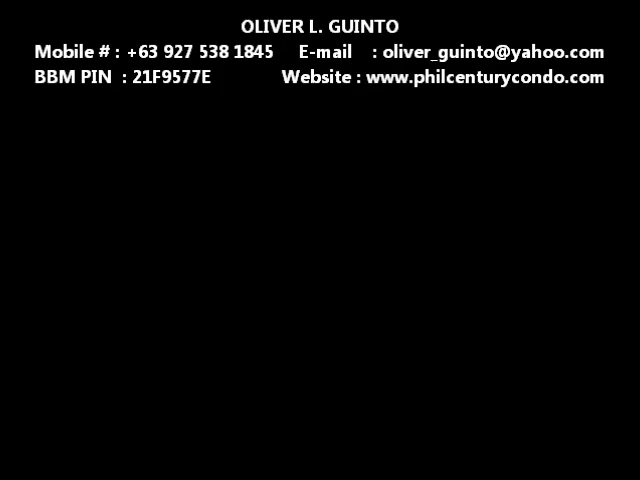 OLIVER L. GUINTO
Mobile # : +63 927 538 1845 E-mail : oliver_guinto@yahoo.com
BBM PIN : 21F9577E Website : www.philcenturycondo.com